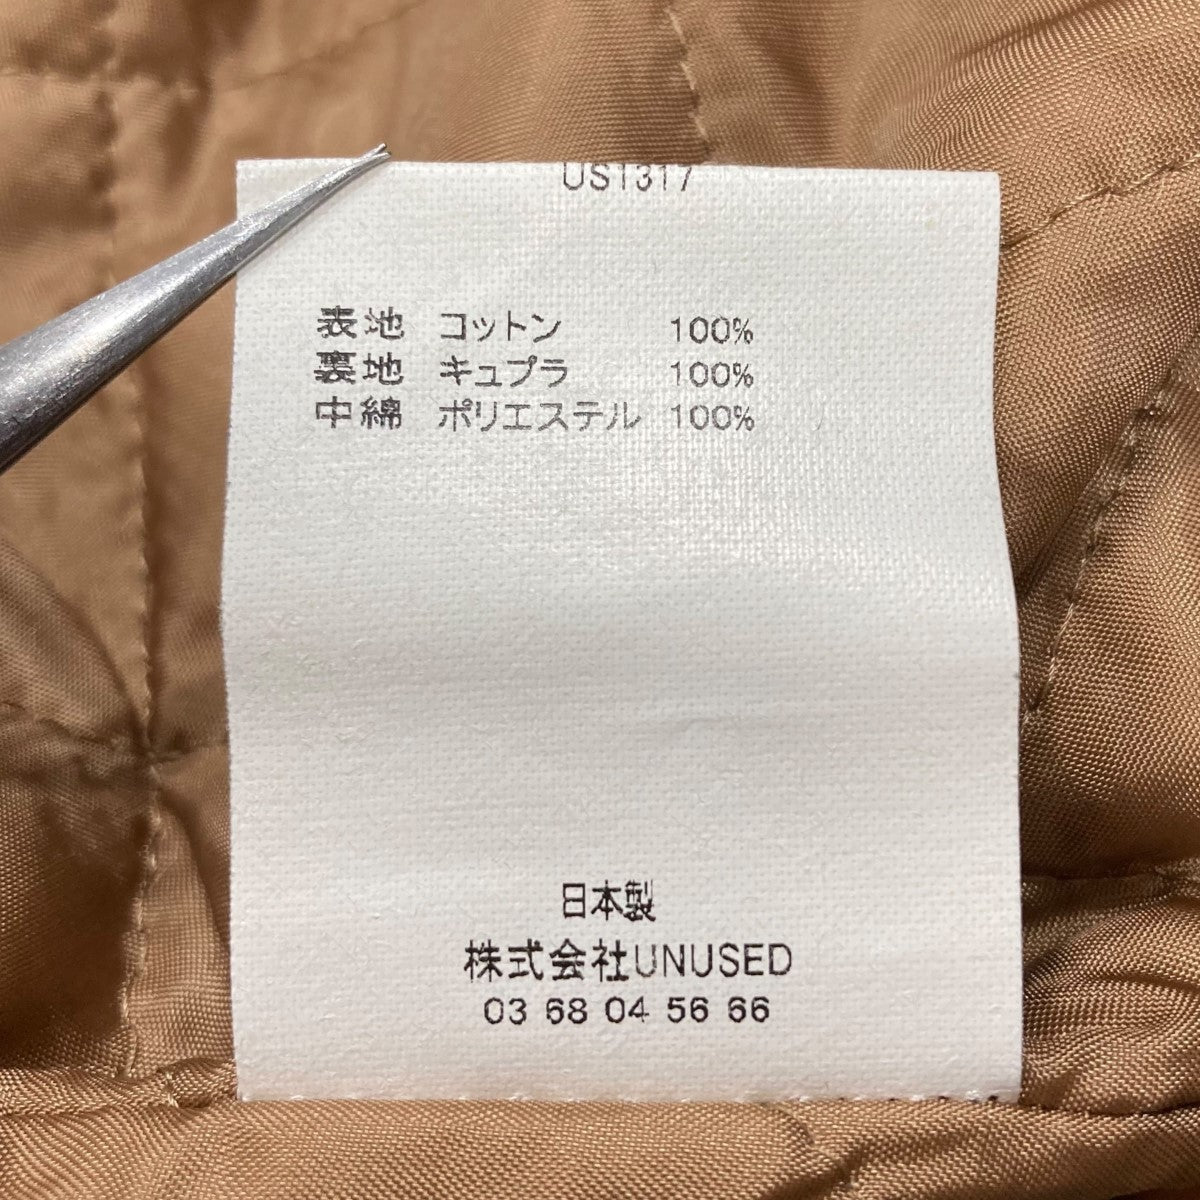 US1317
表地 コットン 100%
裏地 キュプラ 100%
中綿 ポリエステル 100%
日本製
株式会社UNUSED
03 68 04 56 66